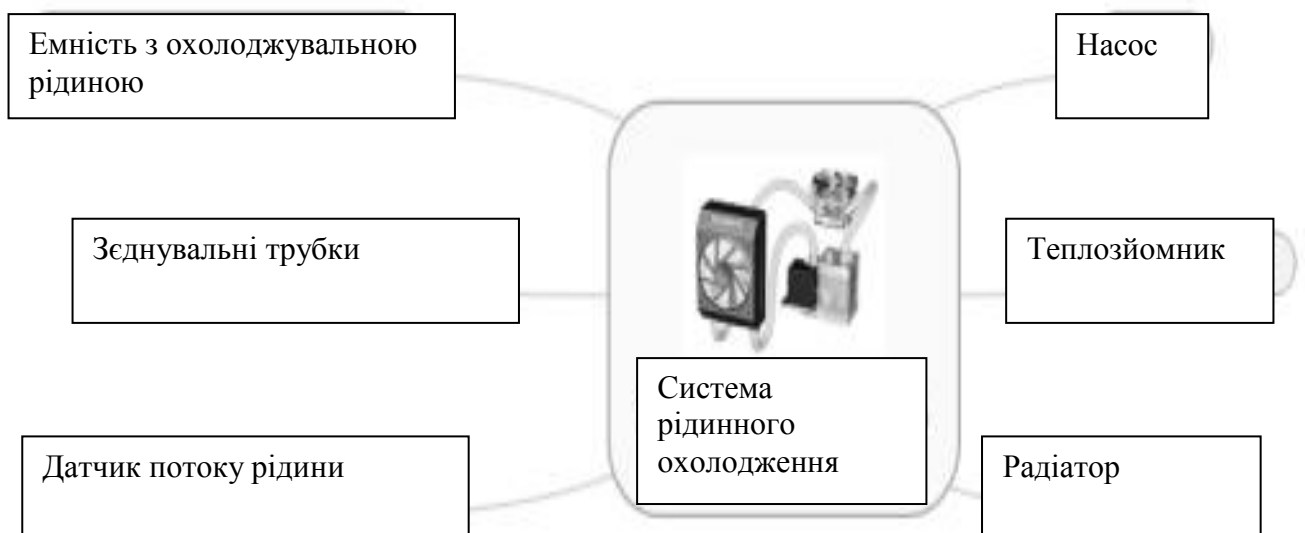 Емність з охолоджувальною
рідиною
Насос
Зєднувальні трубки
Теплозйомник
Система
рідинного
охолодження
Датчик потоку рідини
Радіатор